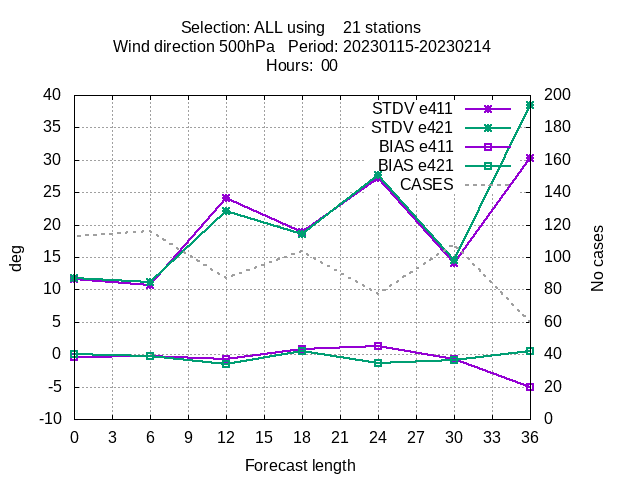 Selection: ALL using    21 stations
Wind direction 500hPa   Period: 20230115-20230214
Hours:  00
40
35
30
25
20
15
10
5
0
-5
-10
deg
STDV e411
STDV e421
BIAS e411
BIAS e421
CASES
200
180
160
140
120
100
80
60
40
20
0
No cases
0 3 6 9 12 15 18 21 24 27 30 33 36
Forecast length